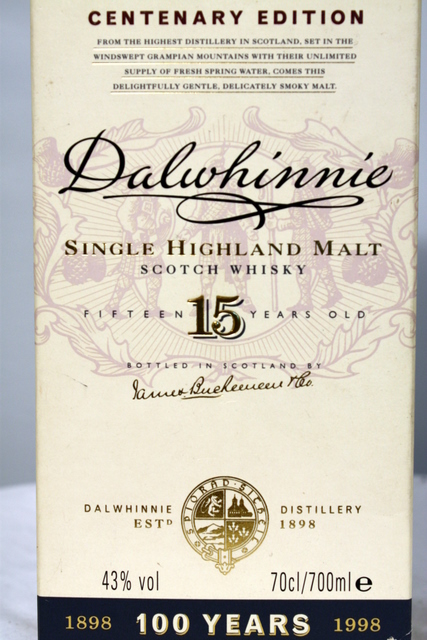 CENTENARY EDITION
FROM THE HIGHEST DISTILLERY IN SCOTLAND, SET IN THE
WINDSWEPT GRAMPIAN MOUNTAINS WITH THEIR UNLIMITED
SUPPLY OF FRESH SPRING WATER, COMES THIS
DELIGHTFULLY GENTLE, DELICATELY SMOKY MALT.
Dalwhinnie
SINGLE HIGHLAND MALT
SCOTCH WHISKY
FIFTEEN 15 YEARS OLD
BOTTLED IN SCOTLAND BY
James Buchanan & Co.
SPIORAD SICHEIL
DALWHINNIE DISTILLERY
ESTD 1898
43% vol 70cl/700ml e
1898 100 YEARS 1998